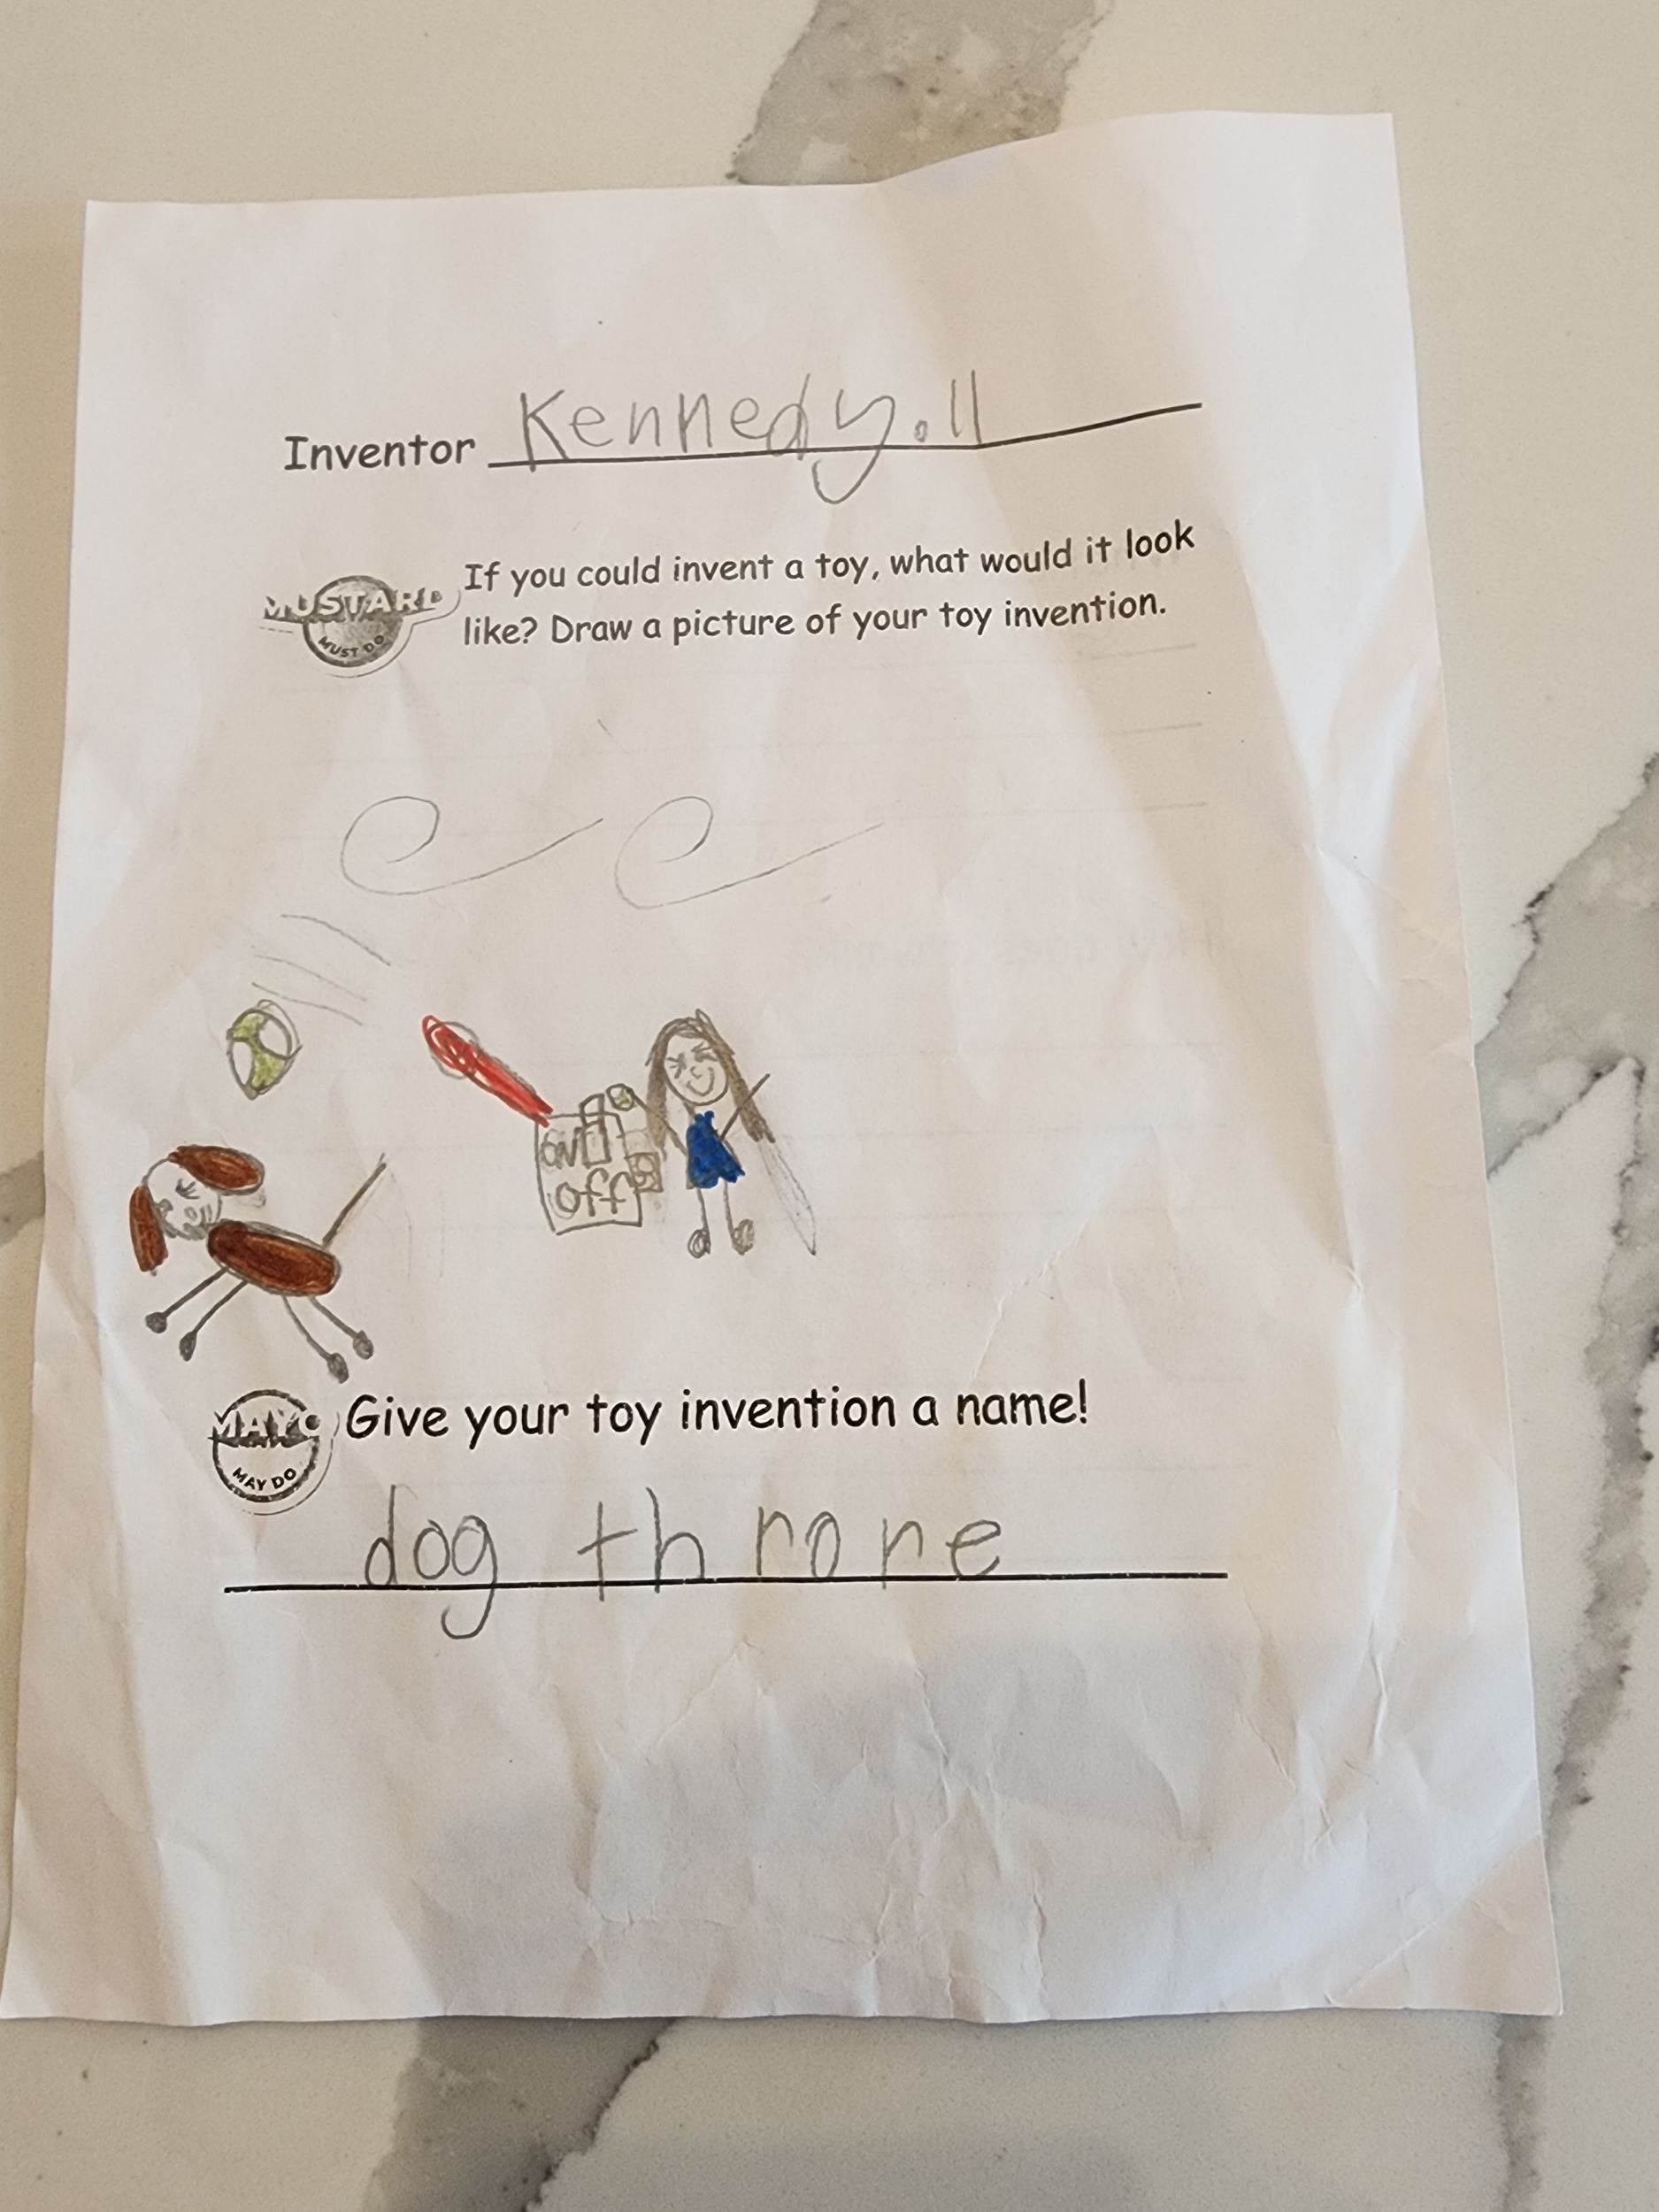 Inventor Kennedy.ll
MUSTARD
MUST DO
If you could invent a toy, what would it look
like? Draw a picture of your toy invention.
on
off
MAYO
MAY DO
Give your toy invention a name!
dog throne